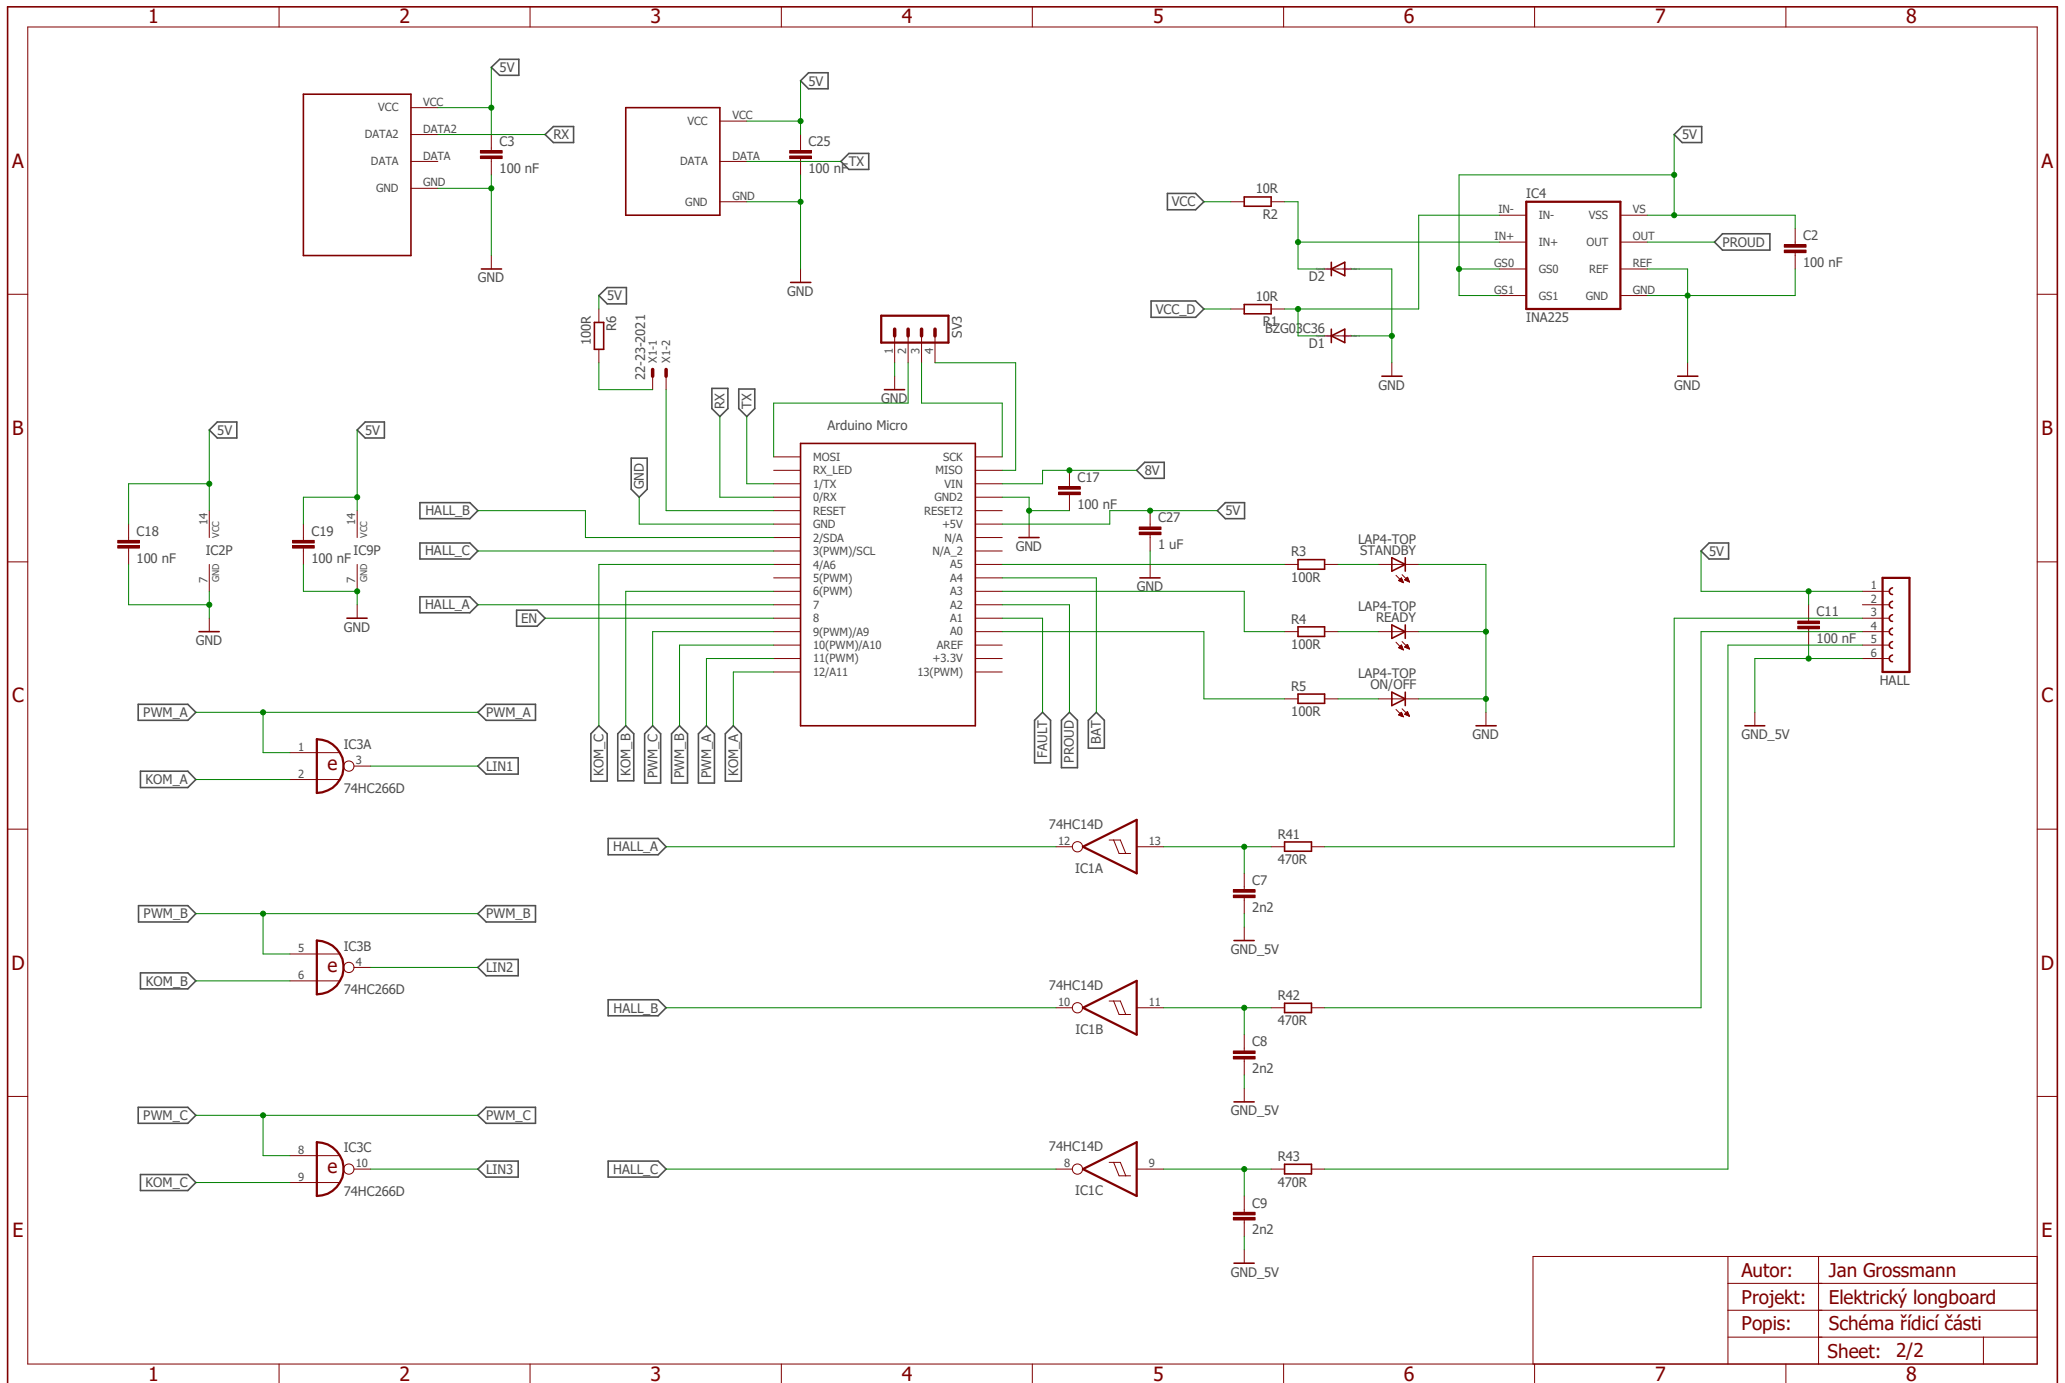 1 2 3 4 5 6 7 8
A A
B B
C C
D D
E E
1 2 3 4 5 6 7 8
5V
VCC VCC
DATA2 DATA2 RX
DATA DATA
GND GND
C3
100 nF
GND
5V
VCC VCC
DATA DATA TX
GND GND
C25
100 nF
GND
5V
VCC 10R
R2
D2
VCC_D 10R
R1
BZG03C36
D1
GND
IC4
IN- IN- VSS VS
IN+ IN+ OUT OUT PROUD
GS0 GS0 REF REF
GS1 GS1 GND GND
INA225
C2
100 nF
GND
5V
100R
R6
22-23-2021
X1-1
X1-2
SV3
1 2 3 4
GND
RX TX
GND
Arduino Micro
MOSI SCK
RX_LED MISO
1/TX VIN
0/RX GND2
RESET RESET2
GND +5V
2/SDA N/A
3(PWM)/SCL N/A_2
4/A6 A5
5(PWM) A4
6(PWM) A3
7 A2
8 A1
9(PWM)/A9 A0
10(PWM)/A10 AREF
11(PWM) +3.3V
12/A11 13(PWM)
HALL_B
HALL_C
HALL_A
EN
KOM_C KOM_B PWM_C PWM_B PWM_A KOM_A
FAULT PROUD BAT
8V
C17
100 nF
GND
5V
C27
1 uF
GND
R3
100R
LAP4-TOP
STANDBY
R4
100R
LAP4-TOP
READY
R5
100R
LAP4-TOP
ON/OFF
GND
5V
C18
100 nF
14
VCC
IC2P
7
GND
GND
5V
C19
100 nF
14
VCC
IC9P
7
GND
GND
5V
C11
100 nF
1
2
3
4
5
6
HALL
GND_5V
PWM_A PWM_A
1
2
e
3
IC3A
LIN1
KOM_A
74HC266D
PWM_B PWM_B
5
6
e
4
IC3B
LIN2
KOM_B
74HC266D
PWM_C PWM_C
8
9
e
10
IC3C
LIN3
KOM_C
74HC266D
74HC14D
HALL_A 12 13
IC1A
R41
470R
C7
2n2
GND_5V
74HC14D
HALL_B 10 11
IC1B
R42
470R
C8
2n2
GND_5V
74HC14D
HALL_C 8 9
IC1C
R43
470R
C9
2n2
GND_5V
Autor: Jan Grossmann
Projekt: Elektrický longboard
Popis: Schéma řídicí části
Sheet: 2/2